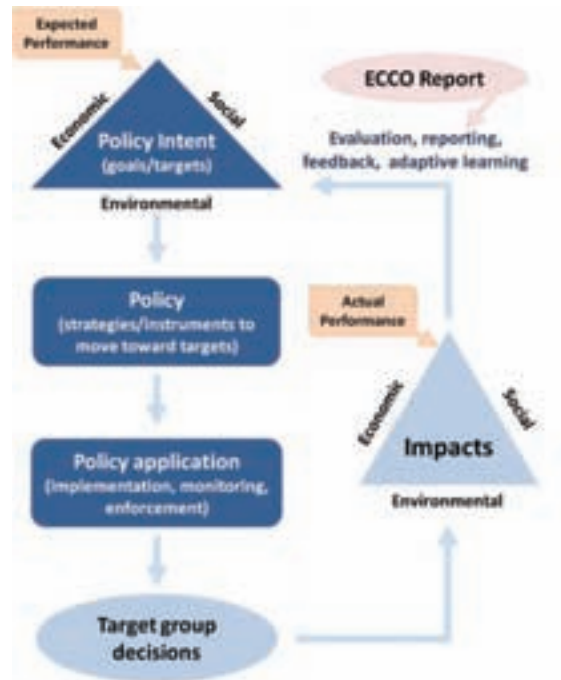 Expected
Performance
Economic
Social
Policy Intent
(goals/targets)
Environmental
ECCO Report
Evaluation, reporting,
feedback, adaptive learning
Policy
(strategies/instruments to
move toward targets)
Actual
Performance
Economic
Social
Impacts
Environmental
Policy application
(implementation, monitoring,
enforcement)
Target group
decisions